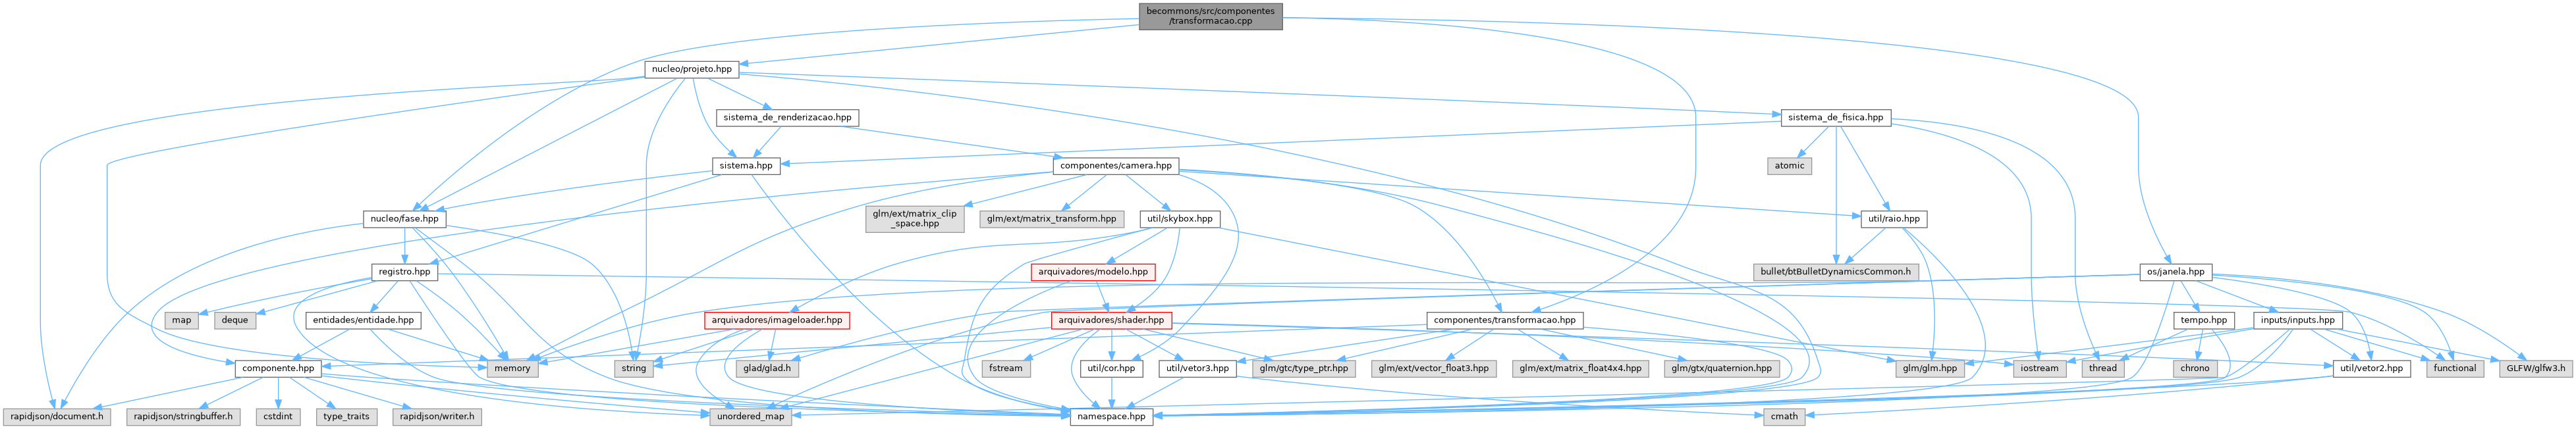 becommons/src/componentes
/transformacao.cpp
nucleo/projeto.hpp
sistema_de_renderizacao.hpp
sistema_de_fisica.hpp
sistema.hpp
componentes/camera.hpp
atomic
nucleo/fase.hpp
glm/ext/matrix_clip
_space.hpp
glm/ext/matrix_transform.hpp
util/skybox.hpp
util/raio.hpp
registro.hpp
arquivadores/modelo.hpp
bullet/btBulletDynamicsCommon.h
os/janela.hpp
map
deque
entidades/entidade.hpp
arquivadores/imageloader.hpp
arquivadores/shader.hpp
componentes/transformacao.hpp
tempo.hpp
inputs/inputs.hpp
componente.hpp
memory
string
glad/glad.h
fstream
util/cor.hpp
util/vetor3.hpp
glm/gtc/type_ptr.hpp
glm/ext/vector_float3.hpp
glm/ext/matrix_float4x4.hpp
glm/gtx/quaternion.hpp
glm/glm.hpp
iostream
thread
chrono
util/vetor2.hpp
functional
GLFW/glfw3.h
rapidjson/document.h
rapidjson/stringbuffer.h
cstdint
type_traits
rapidjson/writer.h
unordered_map
namespace.hpp
cmath